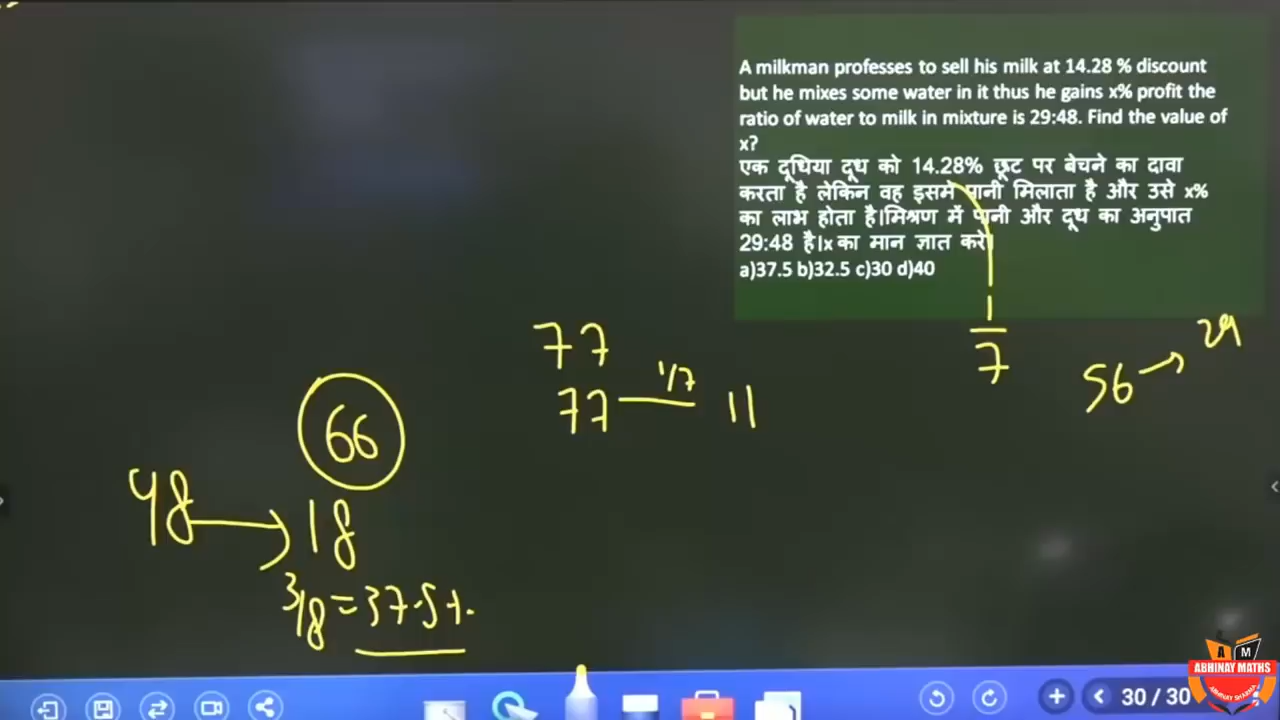 A milkman professes to sell his milk at 14.28 % discount
but he mixes some water in it thus he gains x% profit the
ratio of water to milk in mixture is 29:48. Find the value of
x?
एक दूधिया दूध को 14.28% छूट पर बेचने का दावा
करता है लेकिन वह इसमे पानी मिलाता है और उसे x%
का लाभ होता है।मिश्रण में पानी और दूध का अनुपात
29:48 है।x का मान ज्ञात करे।
a)37.5 b)32.5 c)30 d)40
1
7
56 → 29
77
77 1/7 11
66
48 → 18
3/8 = 37.5%.
30 / 30
A M
ABHINAY MATHS
ABHINAY SHARMA